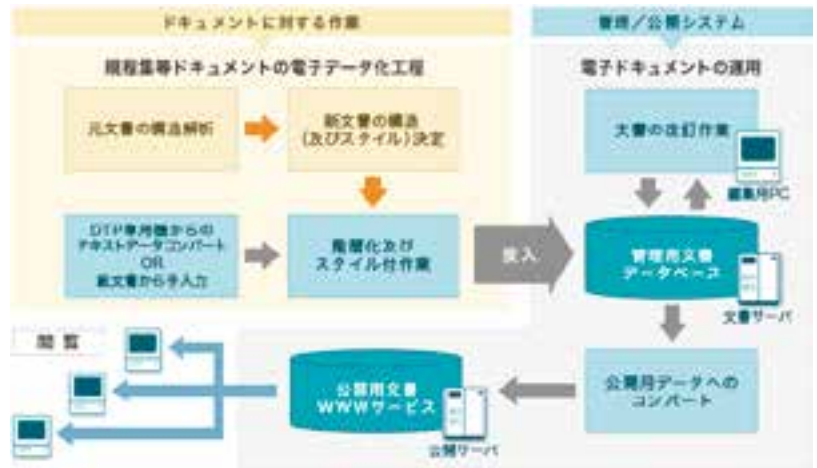 ドキュメントに対する作業
管理/公開システム
規程集等ドキュメントの電子データ化工程
電子ドキュメントの運用
元文書の構造解析
新文書の構造
(及びスタイル)決定
文書の改訂作業
編集用PC
DTP専用機からの
テキストデータコンバート
OR
紙文書から手入力
階層化及び
スタイル付作業
投入
管理用文書
データベース
文書サーバ
閲覧
公開用文書
WWWサービス
公開サーバ
公開用データへの
コンバート